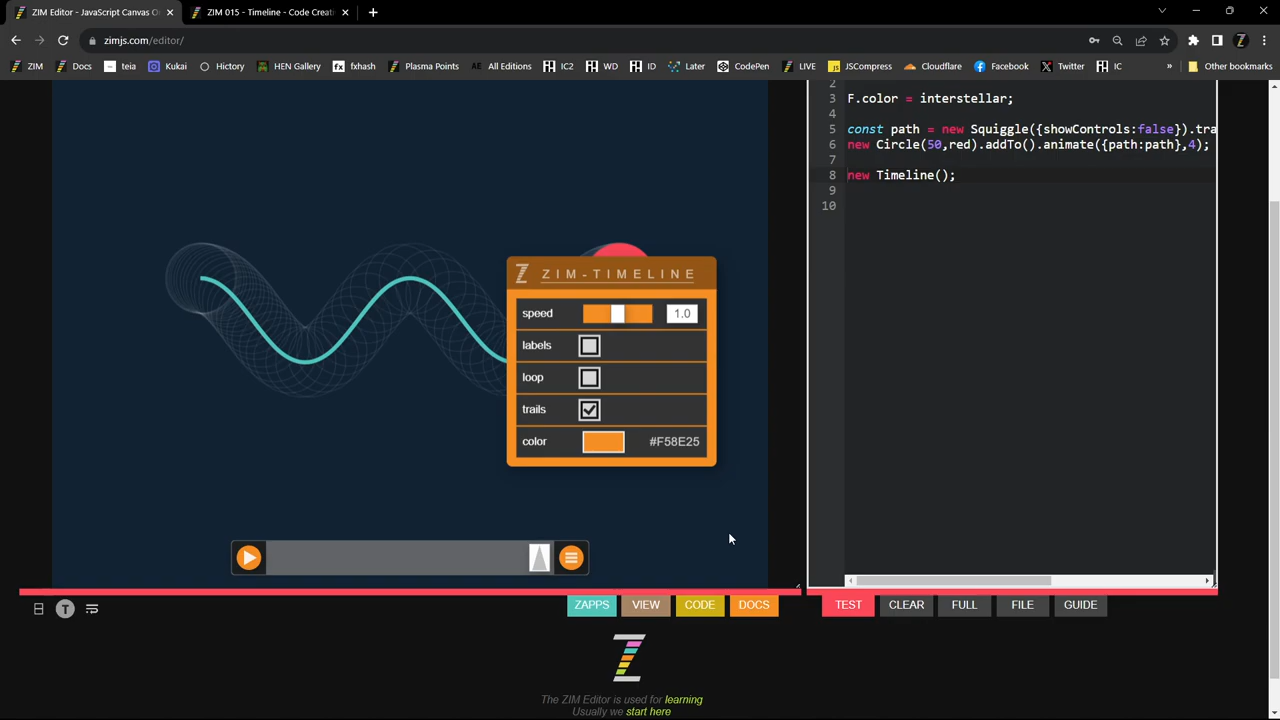 ZIM Editor - JavaScript Canvas O
ZIM 015 - Timeline - Code Creati
zimjs.com/editor/
ZIM
Docs
teia
Kukai
Hictory
HEN Gallery
fx fxhash
Plasma Points
AE All Editions
IC2
WD
ID
Later
CodePen
LIVE
JS JSCompress
Cloudflare
Facebook
Twitter
IC
»
Other bookmarks
2
3 F.color = interstellar;
4
5 const path = new Squiggle({showControls:false}).tra
6 new Circle(50,red).addTo().animate({path:path},4);
7
8 new Timeline();
9
10
ZIM-TIMELINE
speed 1.0
labels
loop
trails
color #F58E25
T
ZAPPS VIEW CODE DOCS
TEST CLEAR FULL FILE GUIDE
The ZIM Editor is used for learning
Usually we start here